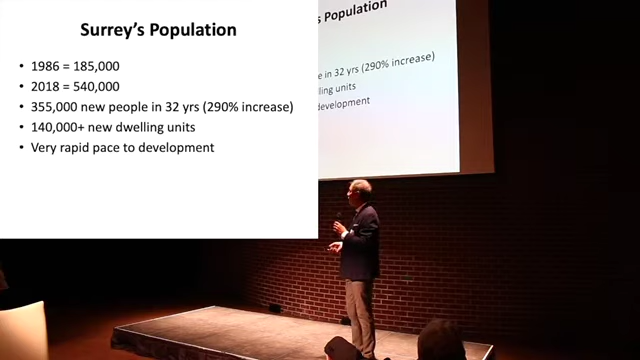 Surrey's Population
• 1986 = 185,000
• 2018 = 540,000
• 355,000 new people in 32 yrs (290% increase)
• 140,000+ new dwelling units
• Very rapid pace to development
s Population
e in 32 yrs (290% increase)
ling units
development